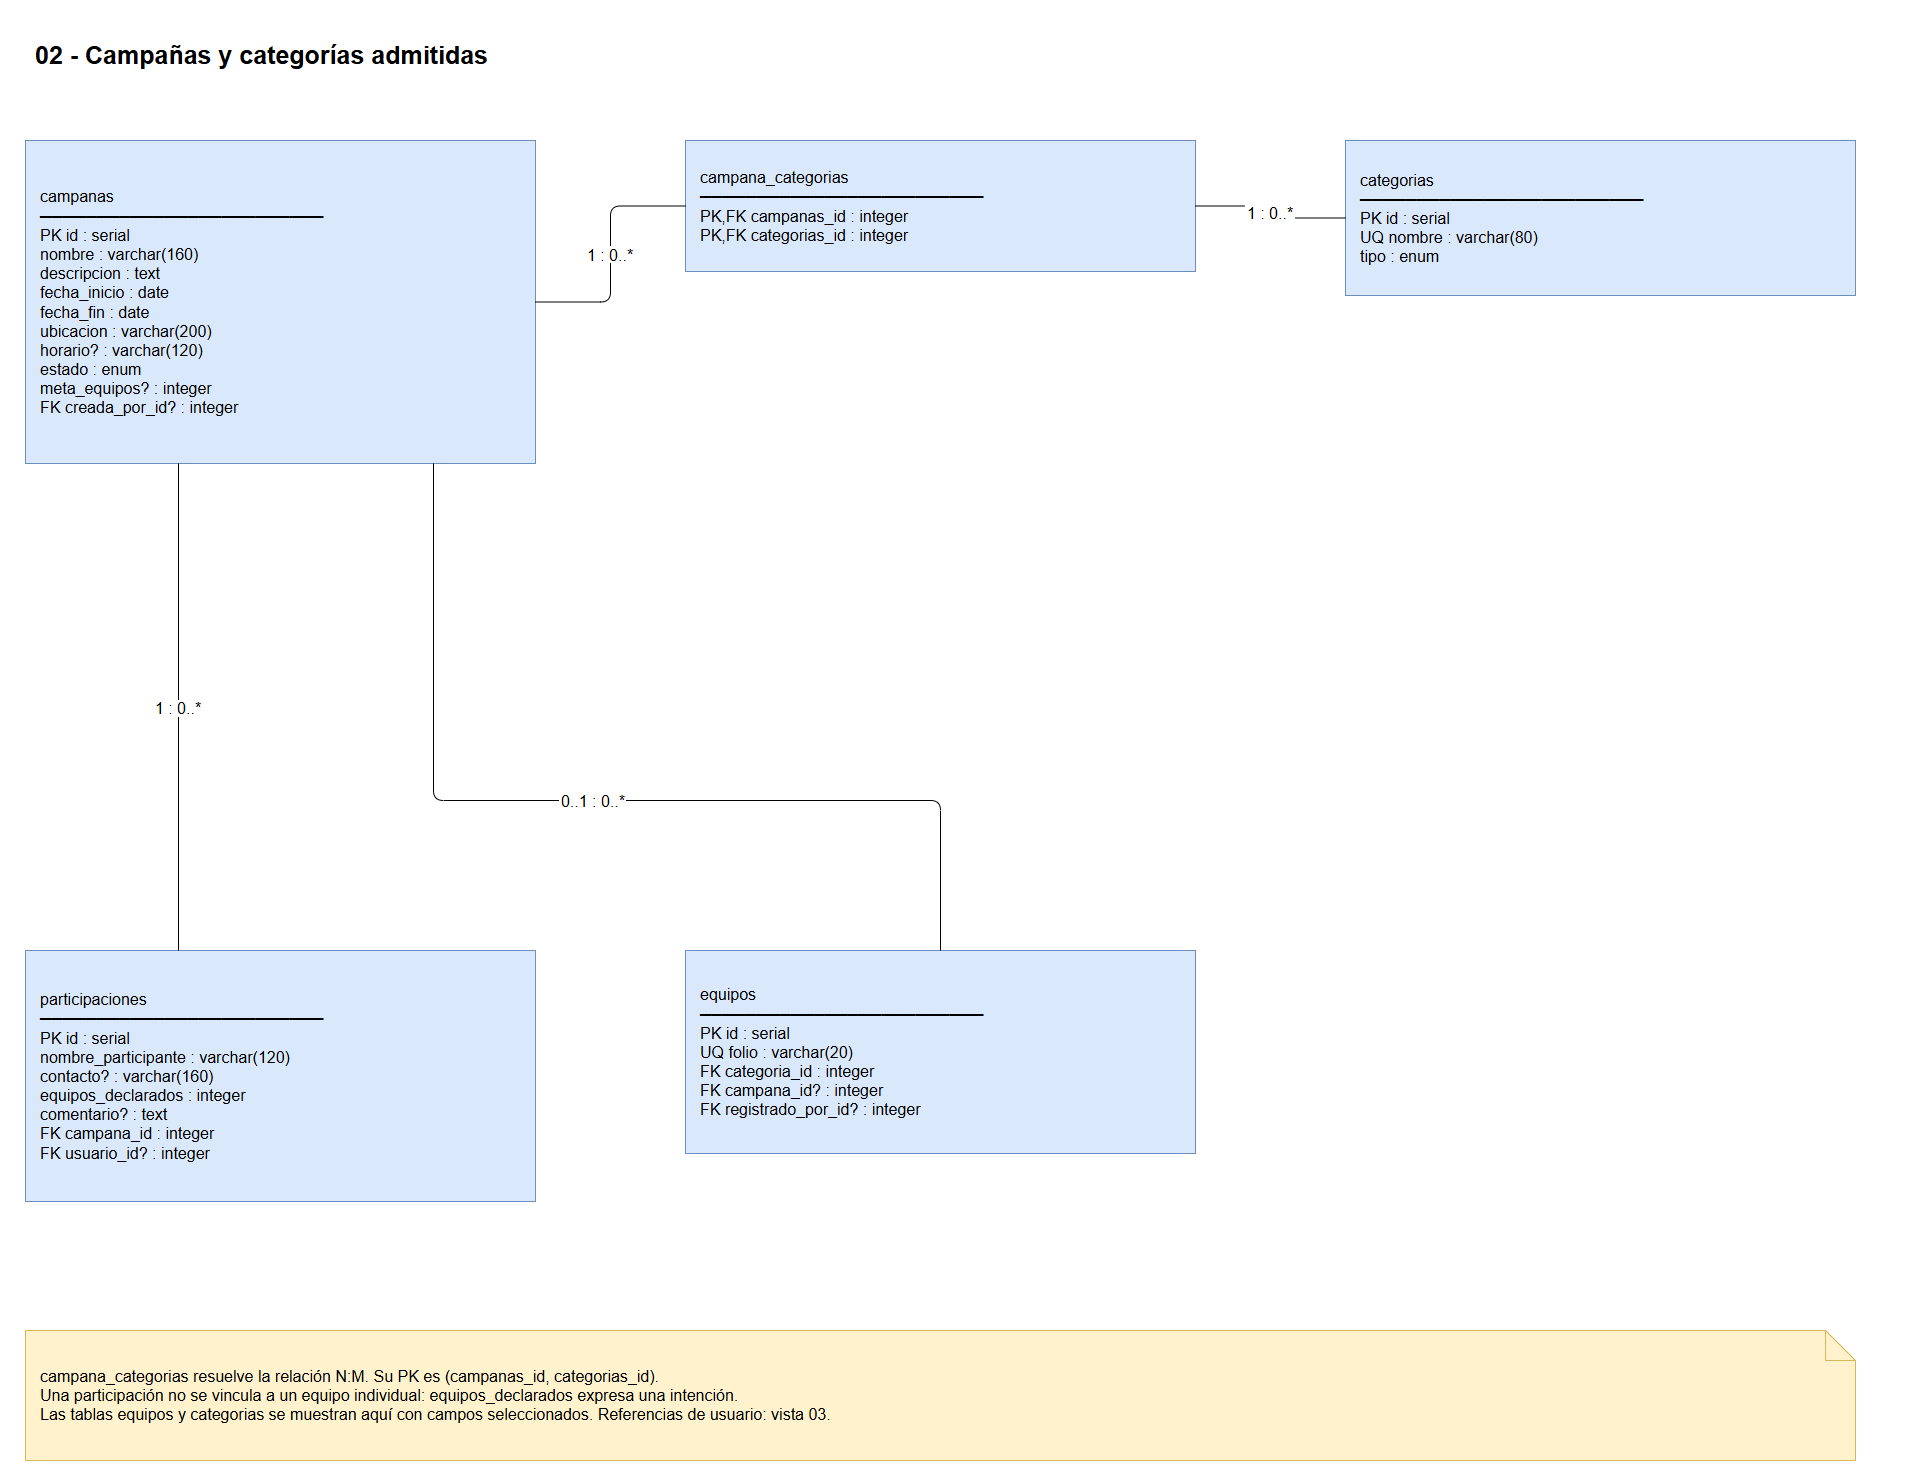 02 - Campañas y categorías admitidas
campanas
PK id : serial
nombre : varchar(160)
descripcion : text
fecha_inicio : date
fecha_fin : date
ubicacion : varchar(200)
horario? : varchar(120)
estado : enum
meta_equipos? : integer
FK creada_por_id? : integer
1 : 0..*
campana_categorias
PK,FK campanas_id : integer
PK,FK categorias_id : integer
1 : 0..*
categorias
PK id : serial
UQ nombre : varchar(80)
tipo : enum
1 : 0..*
0..1 : 0..*
participaciones
PK id : serial
nombre_participante : varchar(120)
contacto? : varchar(160)
equipos_declarados : integer
comentario? : text
FK campana_id : integer
FK usuario_id? : integer
equipos
PK id : serial
UQ folio : varchar(20)
FK categoria_id : integer
FK campana_id? : integer
FK registrado_por_id? : integer
campana_categorias resuelve la relación N:M. Su PK es (campanas_id, categorias_id).
Una participación no se vincula a un equipo individual: equipos_declarados expresa una intención.
Las tablas equipos y categorias se muestran aquí con campos seleccionados. Referencias de usuario: vista 03.